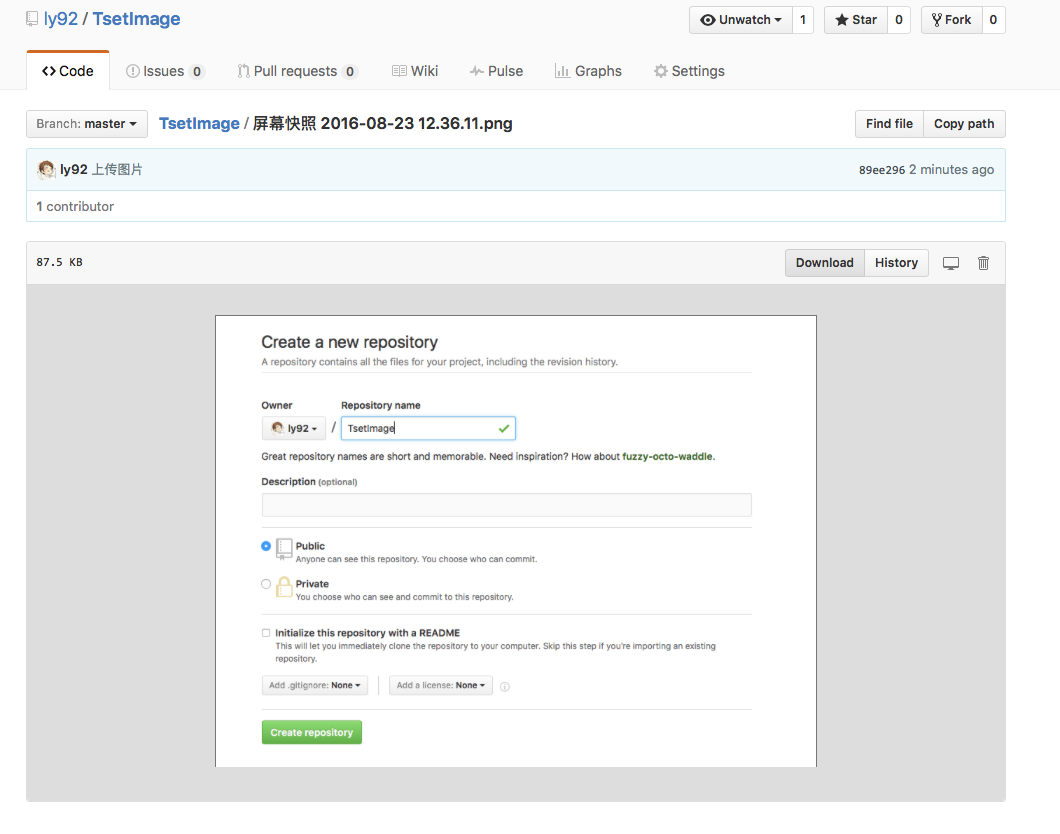 ly92 / TsetImage
Unwatch 1 Star 0 Fork 0
Code Issues 0 Pull requests 0 Wiki Pulse Graphs Settings
Branch: master TsetImage / 屏幕快照 2016-08-23 12.36.11.png Find file Copy path
ly92 上传图片 89ee296 2 minutes ago
1 contributor
87.5 KB Download History
Create a new repository
A repository contains all the files for your project, including the revision history.
Owner Repository name
ly92 / TsetImage
Great repository names are short and memorable. Need inspiration? How about fuzzy-octo-waddle.
Description (optional)
Public
Anyone can see this repository. You choose who can commit.
Private
You choose who can see and commit to this repository.
Initialize this repository with a README
This will let you immediately clone the repository to your computer. Skip this step if you're importing an existing
repository.
Add .gitignore: None Add a license: None
Create repository